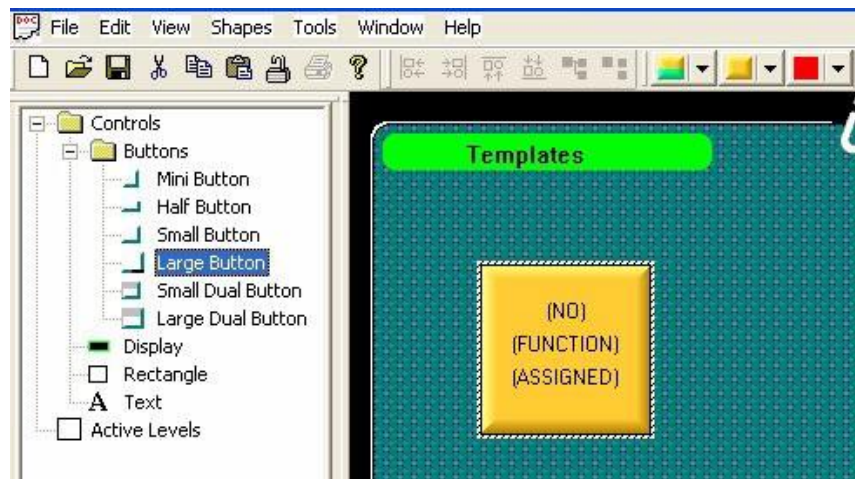 File Edit View Shapes Tools Window Help
Controls
Buttons
Mini Button
Half Button
Small Button
Large Button
Small Dual Button
Large Dual Button
Display
Rectangle
A Text
Active Levels
Templates
(NO)
(FUNCTION)
(ASSIGNED)